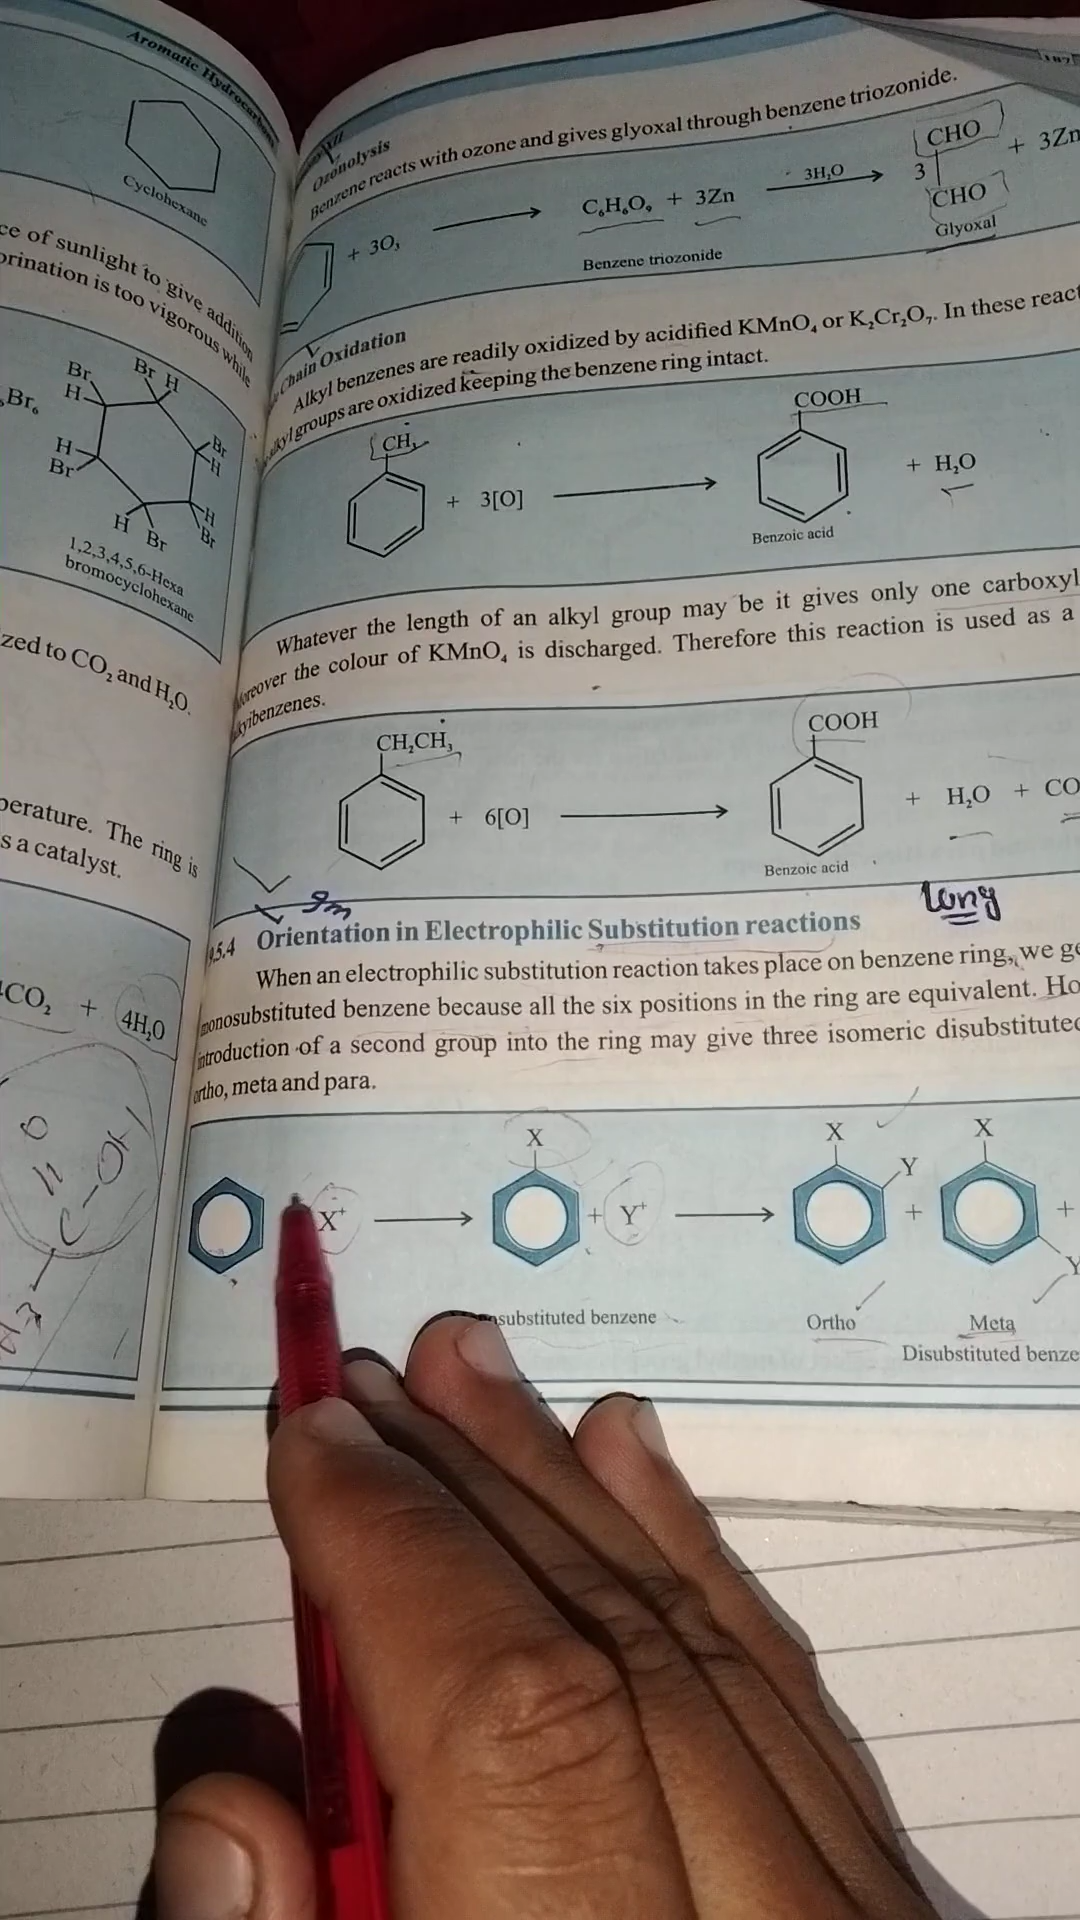 Aromatic Hydrocarbons
Cyclohexane
ce of sunlight to give addition
orination is too vigorous while
Br
H
Br H
Br₆
Br
H
H
Br
H
Br
H Br
1,2,3,4,5,6-Hexa
bromocyclohexane
zed to CO₂ and H₂O.
perature. The ring is
s a catalyst.
CO₂ + 4H₂O
O
C-OH
XII
Ozonolysis
Benzene reacts with ozone and gives glyoxal through benzene triozonide.
+ 3O₃ C₆H₆O₉ + 3Zn 3H₂O 3 CHO CHO + 3Zn
Benzene triozonide Glyoxal
Chain Oxidation
Alkyl benzenes are readily oxidized by acidified KMnO₄ or K₂Cr₂O₇. In these react
alkyl groups are oxidized keeping the benzene ring intact.
CH₃ COOH
+ 3[O] + H₂O
Benzoic acid
Whatever the length of an alkyl group may be it gives only one carboxyl
Moreover the colour of KMnO₄ is discharged. Therefore this reaction is used as a
kyibenzenes.
CH₂CH₃ COOH
+ 6[O] + H₂O + CO
Benzoic acid
Im long
9.5.4 Orientation in Electrophilic Substitution reactions
When an electrophilic substitution reaction takes place on benzene ring, we ge
monosubstituted benzene because all the six positions in the ring are equivalent. Ho
introduction of a second group into the ring may give three isomeric disubstituted
ortho, meta and para.
X X X
X⁺ + Y⁺ Y + Y +
substituted benzene Ortho Meta
Disubstituted benze